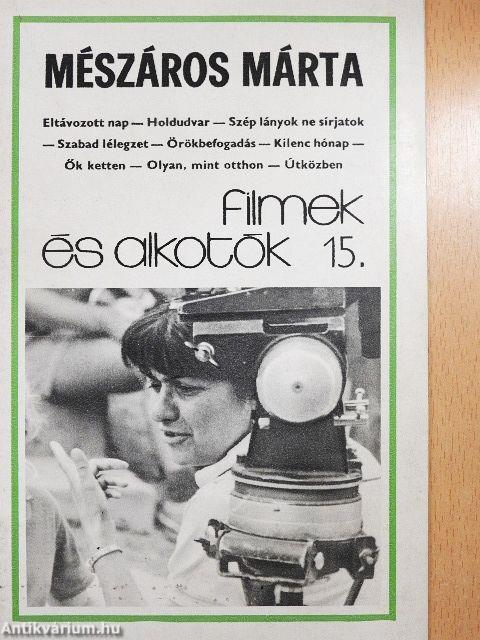 MÉSZÁROS MÁRTA
Eltávozott nap — Holdudvar — Szép lányok ne sírjatok
— Szabad lélegzet — Örökbefogadás — Kilenc hónap —
Ők ketten — Olyan, mint otthon — Útközben
filmek
és alkotók 15.
Antikvárium.hu